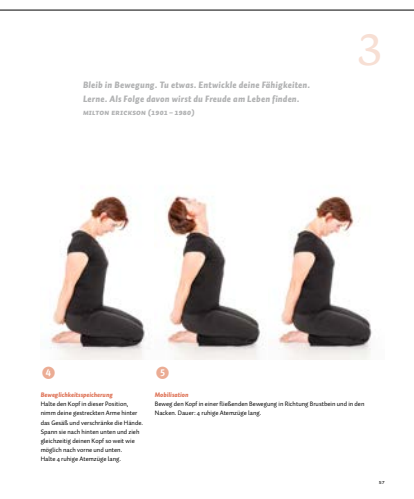 3
Bleib in Bewegung. Tu etwas. Entwickle deine Fähigkeiten.
Lerne. Als Folge davon wirst du Freude am Leben finden.
MILTON ERICKSON (1901 – 1980)
4
Beweglichkeitsspeicherung
Halte den Kopf in dieser Position,
nimm deine gestreckten Arme hinter
das Gesäß und verschränke die Hände.
Spann sie nach hinten unten und zieh
gleichzeitig deinen Kopf so weit wie
möglich nach vorne und unten.
Halte 4 ruhige Atemzüge lang.
5
Mobilisation
Beweg den Kopf in einer fließenden Bewegung in Richtung Brustbein und in den
Nacken. Dauer: 4 ruhige Atemzüge lang.